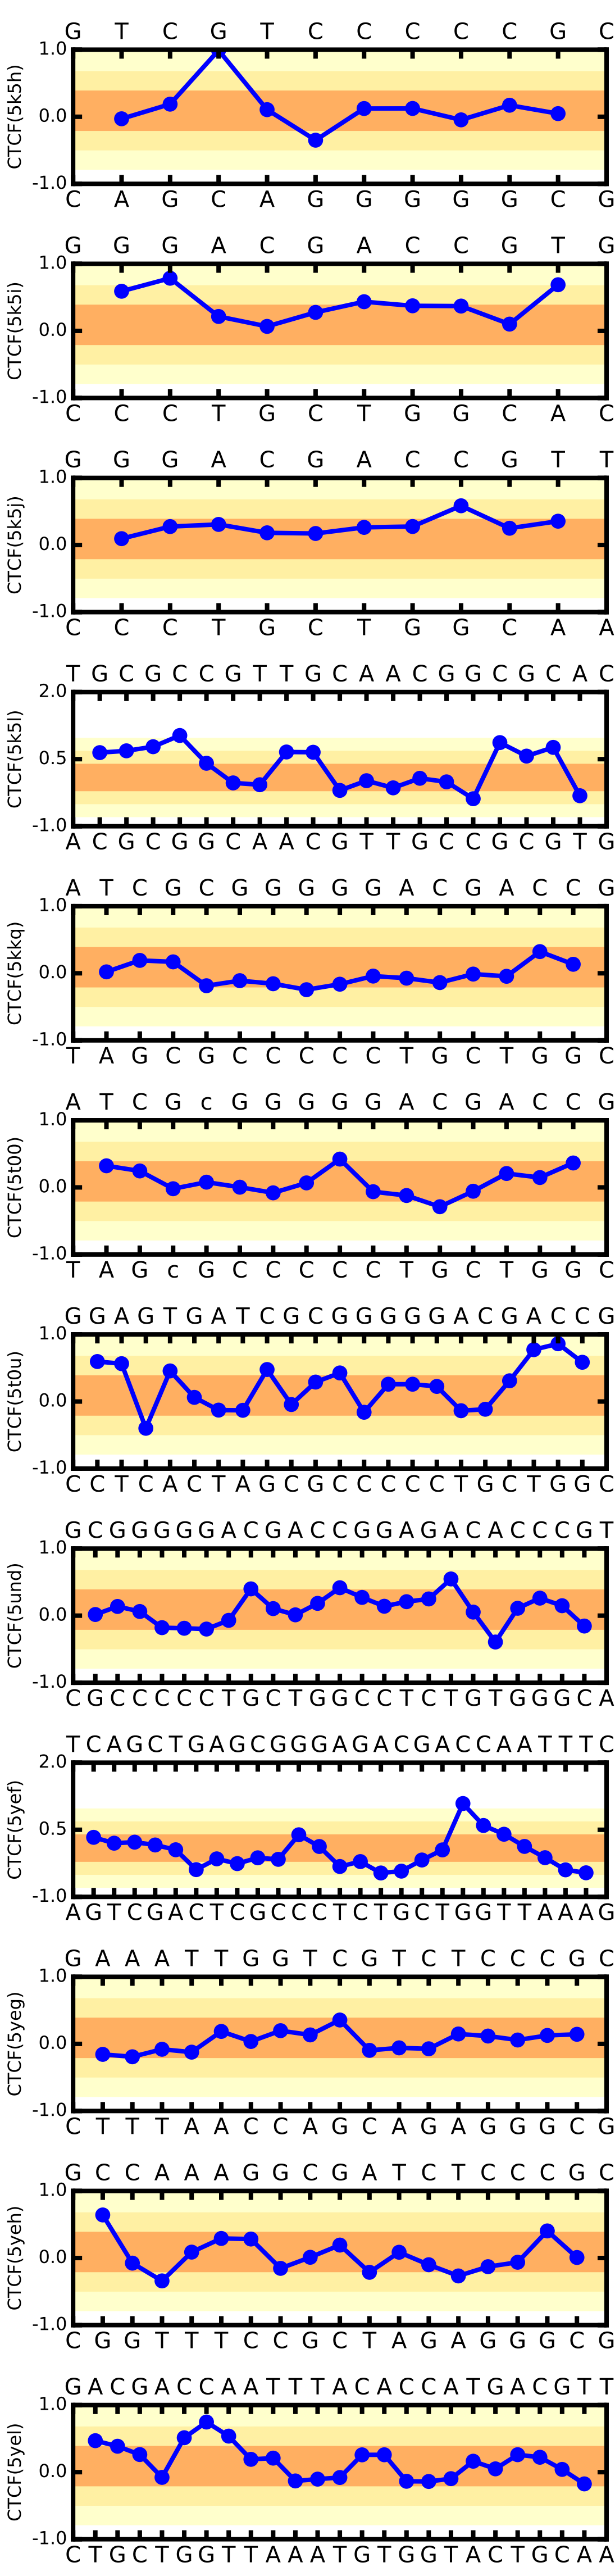 G T C G T C C C C C G C
1.0
0.0
-1.0
CTCF(5k5h)
C A G C A G G G G G C G
G G G A C G A C C G T G
1.0
0.0
-1.0
CTCF(5k5i)
C C C T G C T G G C A C
G G G A C G A C C G T T
1.0
0.0
-1.0
CTCF(5k5j)
C C C T G C T G G C A A
T G C G C C G T T G C A A C G G C G C A C
2.0
0.5
-1.0
CTCF(5k5l)
A C G C G G C A A C G T T G C C G C G T G
A T C G C G G G G G A C G A C C G
1.0
0.0
-1.0
CTCF(5kkq)
T A G C G C C C C C T G C T G G C
A T C G c G G G G G A C G A C C G
1.0
0.0
-1.0
CTCF(5t00)
T A G c G C C C C C T G C T G G C
G G A G T G A T C G C G G G G G A C G A C C G
1.0
0.0
-1.0
CTCF(5t0u)
C C T C A C T A G C G C C C C C T G C T G G C
G C G G G G G A C G A C C G G A G A C A C C C G T
1.0
0.0
-1.0
CTCF(5und)
C G C C C C C T G C T G G C C T C T G T G G G C A
T C A G C T G A G C G G G A G A C G A C C A A T T T C
2.0
0.5
-1.0
CTCF(5yef)
A G T C G A C T C G C C C T C T G C T G G T T A A A G
G A A A T T G G T C G T C T C C C G C
1.0
0.0
-1.0
CTCF(5yeg)
C T T T A A C C A G C A G A G G G C G
G C C A A A G G C G A T C T C C C G C
1.0
0.0
-1.0
CTCF(5yeh)
C G G T T T C C G C T A G A G G G C G
G A C G A C C A A T T T A C A C C A T G A C G T T
1.0
0.0
-1.0
CTCF(5yel)
C T G C T G G T T A A A T G T G G T A C T G C A A